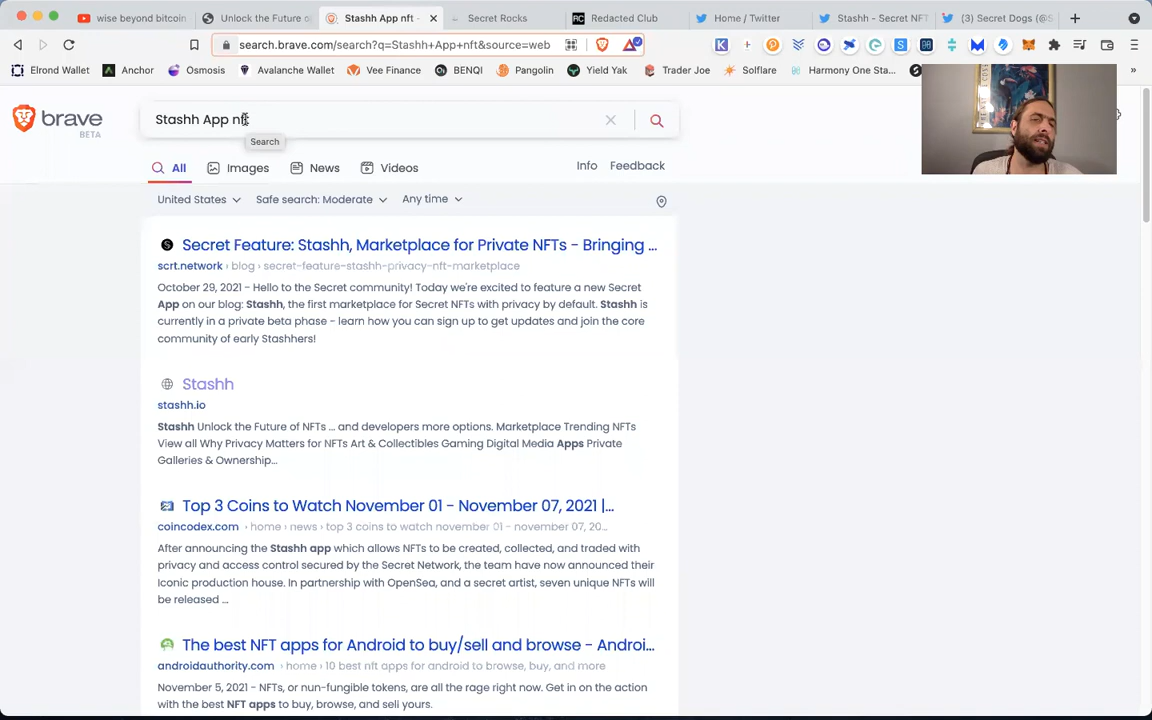 wise beyond bitcoin
Unlock the Future o
Stashh App nft -
Secret Rocks
Redacted Club
Home / Twitter
Stashh - Secret NFT
(3) Secret Dogs (@S
search.brave.com/search?q=Stashh+App+nft&source=web
Elrond Wallet
Anchor
Osmosis
Avalanche Wallet
Vee Finance
BENQI
Pangolin
Yield Yak
Trader Joe
Solflare
Harmony One Sta...
brave
BETA
Stashh App nft
Search
All
Images
News
Videos
Info
Feedback
United States
Safe search: Moderate
Any time
Secret Feature: Stashh, Marketplace for Private NFTs - Bringing ...
scrt.network › blog › secret-feature-stashh-privacy-nft-marketplace
October 29, 2021 - Hello to the Secret community! Today we're excited to feature a new Secret
App on our blog: Stashh, the first marketplace for Secret NFTs with privacy by default. Stashh is
currently in a private beta phase - learn how you can sign up to get updates and join the core
community of early Stashhers!
Stashh
stashh.io
Stashh Unlock the Future of NFTs ... and developers more options. Marketplace Trending NFTs
View all Why Privacy Matters for NFTs Art & Collectibles Gaming Digital Media Apps Private
Galleries & Ownership...
Top 3 Coins to Watch November 01 - November 07, 2021 |...
coincodex.com › home › news › top 3 coins to watch november 01 - november 07, 20...
After announcing the Stashh app which allows NFTs to be created, collected, and traded with
privacy and access control secured by the Secret Network, the team have now announced their
Iconic production house. In partnership with OpenSea, and a secret artist, seven unique NFTs will
be released ...
The best NFT apps for Android to buy/sell and browse - Androi...
androidauthority.com › home › 10 best nft apps for android to browse, buy, and more
November 5, 2021 - NFTs, or nun-fungible tokens, are all the rage right now. Get in on the action
with the best NFT apps to buy, browse, and sell yours.